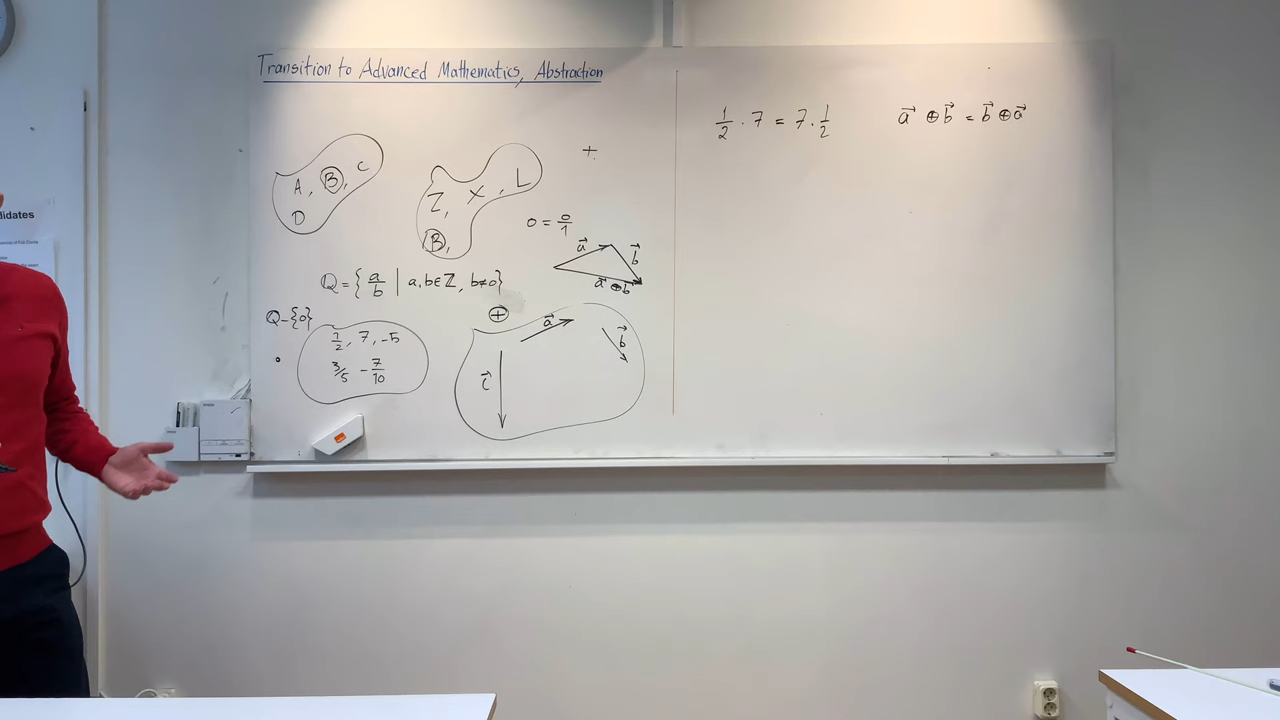 Transition to Advanced Mathematics, Abstraction
A, B, C
D
Z, X, L
B,
+
0 = 0/1
a⃗
b⃗
a⃗ ⊕ b⃗
ℚ = { a/b | a, b ∈ ℤ, b ≠ 0 }
ℚ - {0}
·
1/2, 7, -5
3/5 -7/10
⊕
a⃗
b⃗
c⃗
1/2 · 7 = 7 · 1/2
a⃗ ⊕ b⃗ = b⃗ ⊕ a⃗